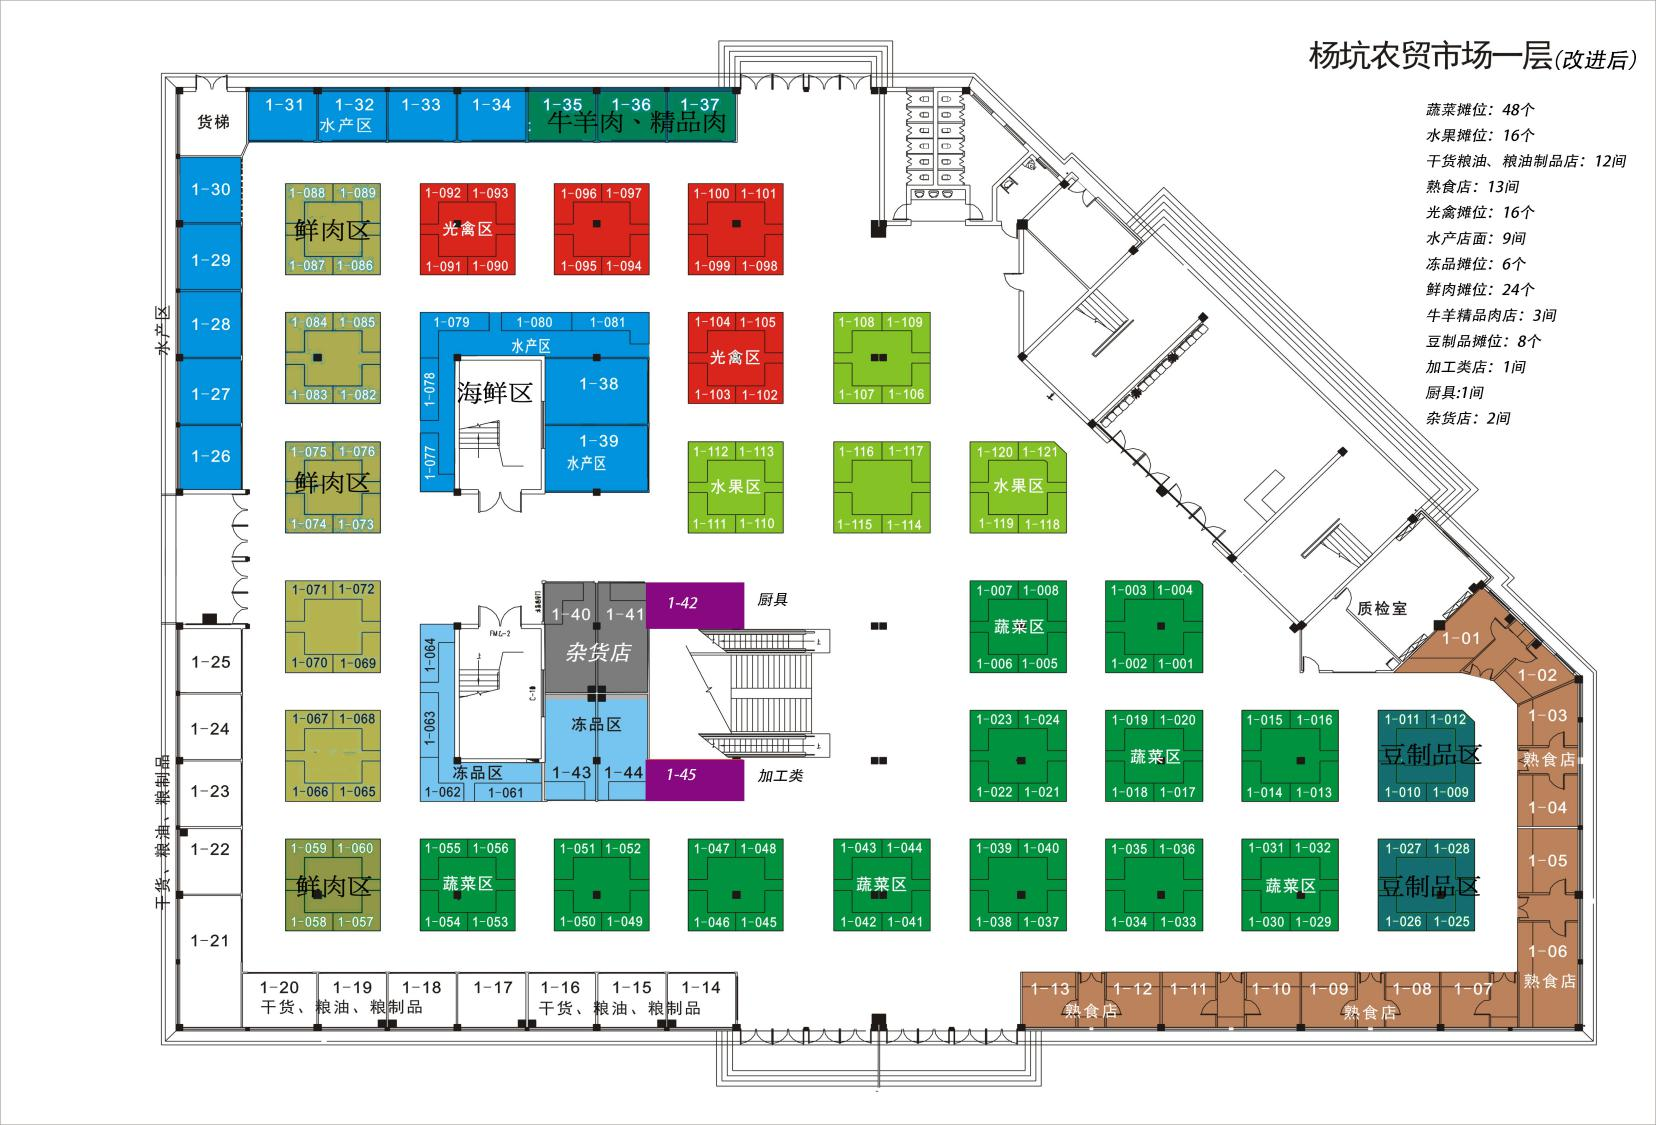 杨坑农贸市场一层(改进后)
蔬菜摊位：48个
水果摊位：16个
干货粮油、粮油制品店：12间
熟食店：13间
光禽摊位：16个
水产店面：9间
冻品摊位：6个
鲜肉摊位：24个
牛羊精品肉店：3间
豆制品摊位：8个
加工类店：1间
厨具:1间
杂货店：2间
货梯
1-31 1-32 1-33 1-34 1-35 1-36 1-37
水产区
牛羊肉、精品肉
1-30
1-29
1-28
1-27
1-26
水产区
1-088 1-089
鲜肉区
1-087 1-086
1-092 1-093
光禽区
1-091 1-090
1-096 1-097
1-095 1-094
1-100 1-101
1-099 1-098
1-084 1-085
1-083 1-082
1-079 1-080 1-081
水产区
1-078
1-077
海鲜区
1-38
1-39
水产区
1-104 1-105
光禽区
1-103 1-102
1-108 1-109
1-107 1-106
1-075 1-076
鲜肉区
1-074 1-073
1-112 1-113
水果区
1-111 1-110
1-116 1-117
1-115 1-114
1-120 1-121
水果区
1-119 1-118
1-071 1-072
1-070 1-069
1-064
1-063
FM乙-2
上
C-10
1-40 1-41
杂货店
1-42
厨具
上
冻品区
1-43 1-44
1-45
加工类
上
冻品区
1-062 1-061
1-007 1-008
蔬菜区
1-006 1-005
1-003 1-004
1-002 1-001
质检室
1-01
1-02
1-03
熟食店
1-04
1-05
1-06
熟食店
1-25
1-24
1-23
1-22
1-21
干货、粮油、粮制品
1-067 1-068
1-066 1-065
1-023 1-024
1-022 1-021
1-019 1-020
蔬菜区
1-018 1-017
1-015 1-016
1-014 1-013
1-011 1-012
豆制品区
1-010 1-009
1-059 1-060
鲜肉区
1-058 1-057
1-055 1-056
蔬菜区
1-054 1-053
1-051 1-052
1-050 1-049
1-047 1-048
1-046 1-045
1-043 1-044
蔬菜区
1-042 1-041
1-039 1-040
1-038 1-037
1-035 1-036
1-034 1-033
1-031 1-032
蔬菜区
1-030 1-029
1-027 1-028
豆制品区
1-026 1-025
1-20 1-19 1-18 1-17 1-16 1-15 1-14
干货、粮油、粮制品
干货、粮油、粮制品
1-13 1-12 1-11 1-10 1-09 1-08 1-07
熟食店
熟食店